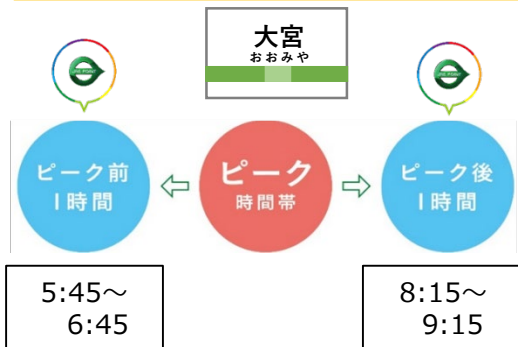 大宮
おおみや
JRE POINT
JRE POINT
ピーク前
1時間
ピーク
時間帯
ピーク後
1時間
5:45～
6:45
8:15～
9:15